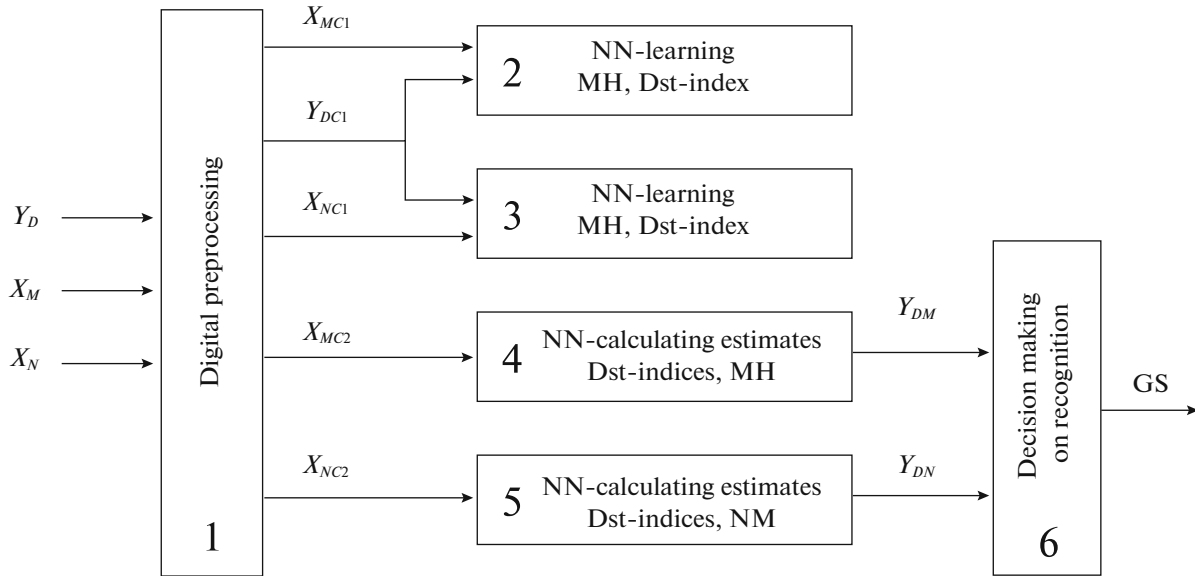 Y_D
X_M
X_N
Digital preprocessing
1
X_MC1
Y_DC1
X_NC1
X_MC2
X_NC2
2
NN-learning
MH, Dst-index
3
NN-learning
MH, Dst-index
4
NN-calculating estimates
Dst-indices, MH
5
NN-calculating estimates
Dst-indices, NM
Y_DM
Y_DN
Decision making
on recognition
6
GS